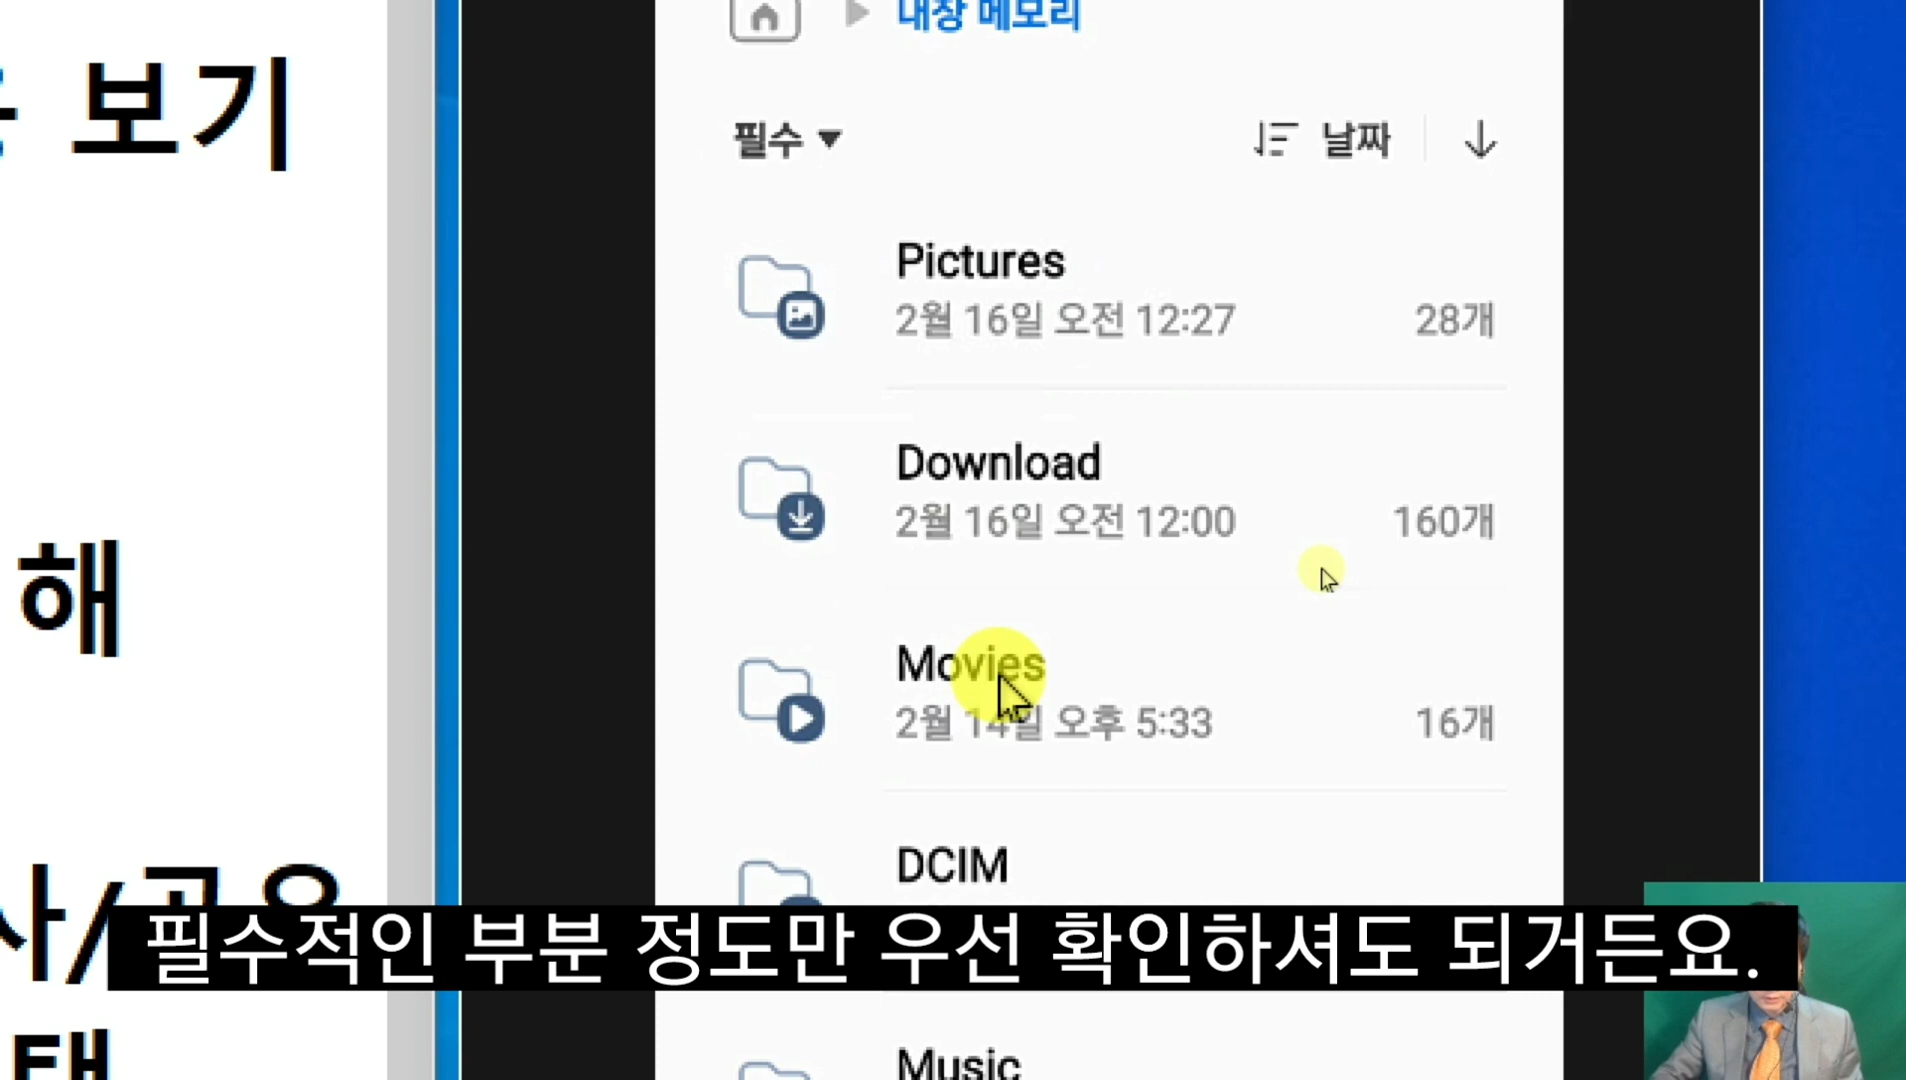 내장 메모리
보기
필수 ▼
날짜
Pictures
2월 16일 오전 12:27
28개
Download
2월 16일 오전 12:00
160개
해
Movies
2월 14일 오후 5:33
16개
DCIM
사/공유
필수적인 부분 정도만 우선 확인하셔도 되거든요.
Music